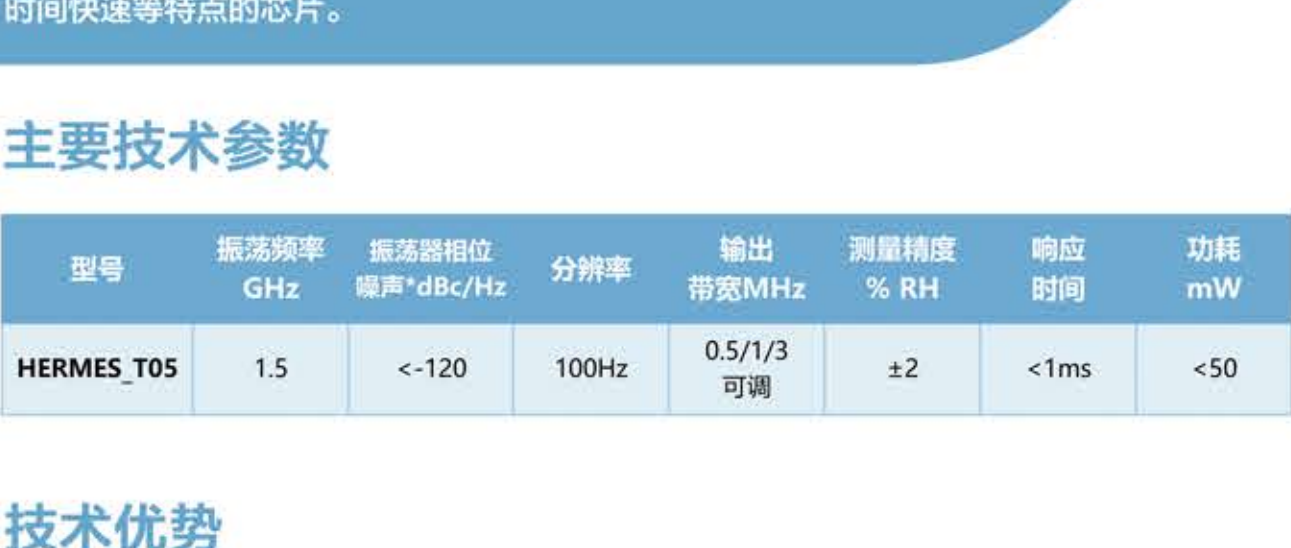 时间快速等特点的芯片。
主要技术参数
型号 振荡频率 GHz 振荡器相位 噪声*dBc/Hz 分辨率 输出 带宽MHz 测量精度 % RH 响应 时间 功耗 mW
HERMES_T05 1.5 <-120 100Hz 0.5/1/3 可调 ±2 <1ms <50
技术优势